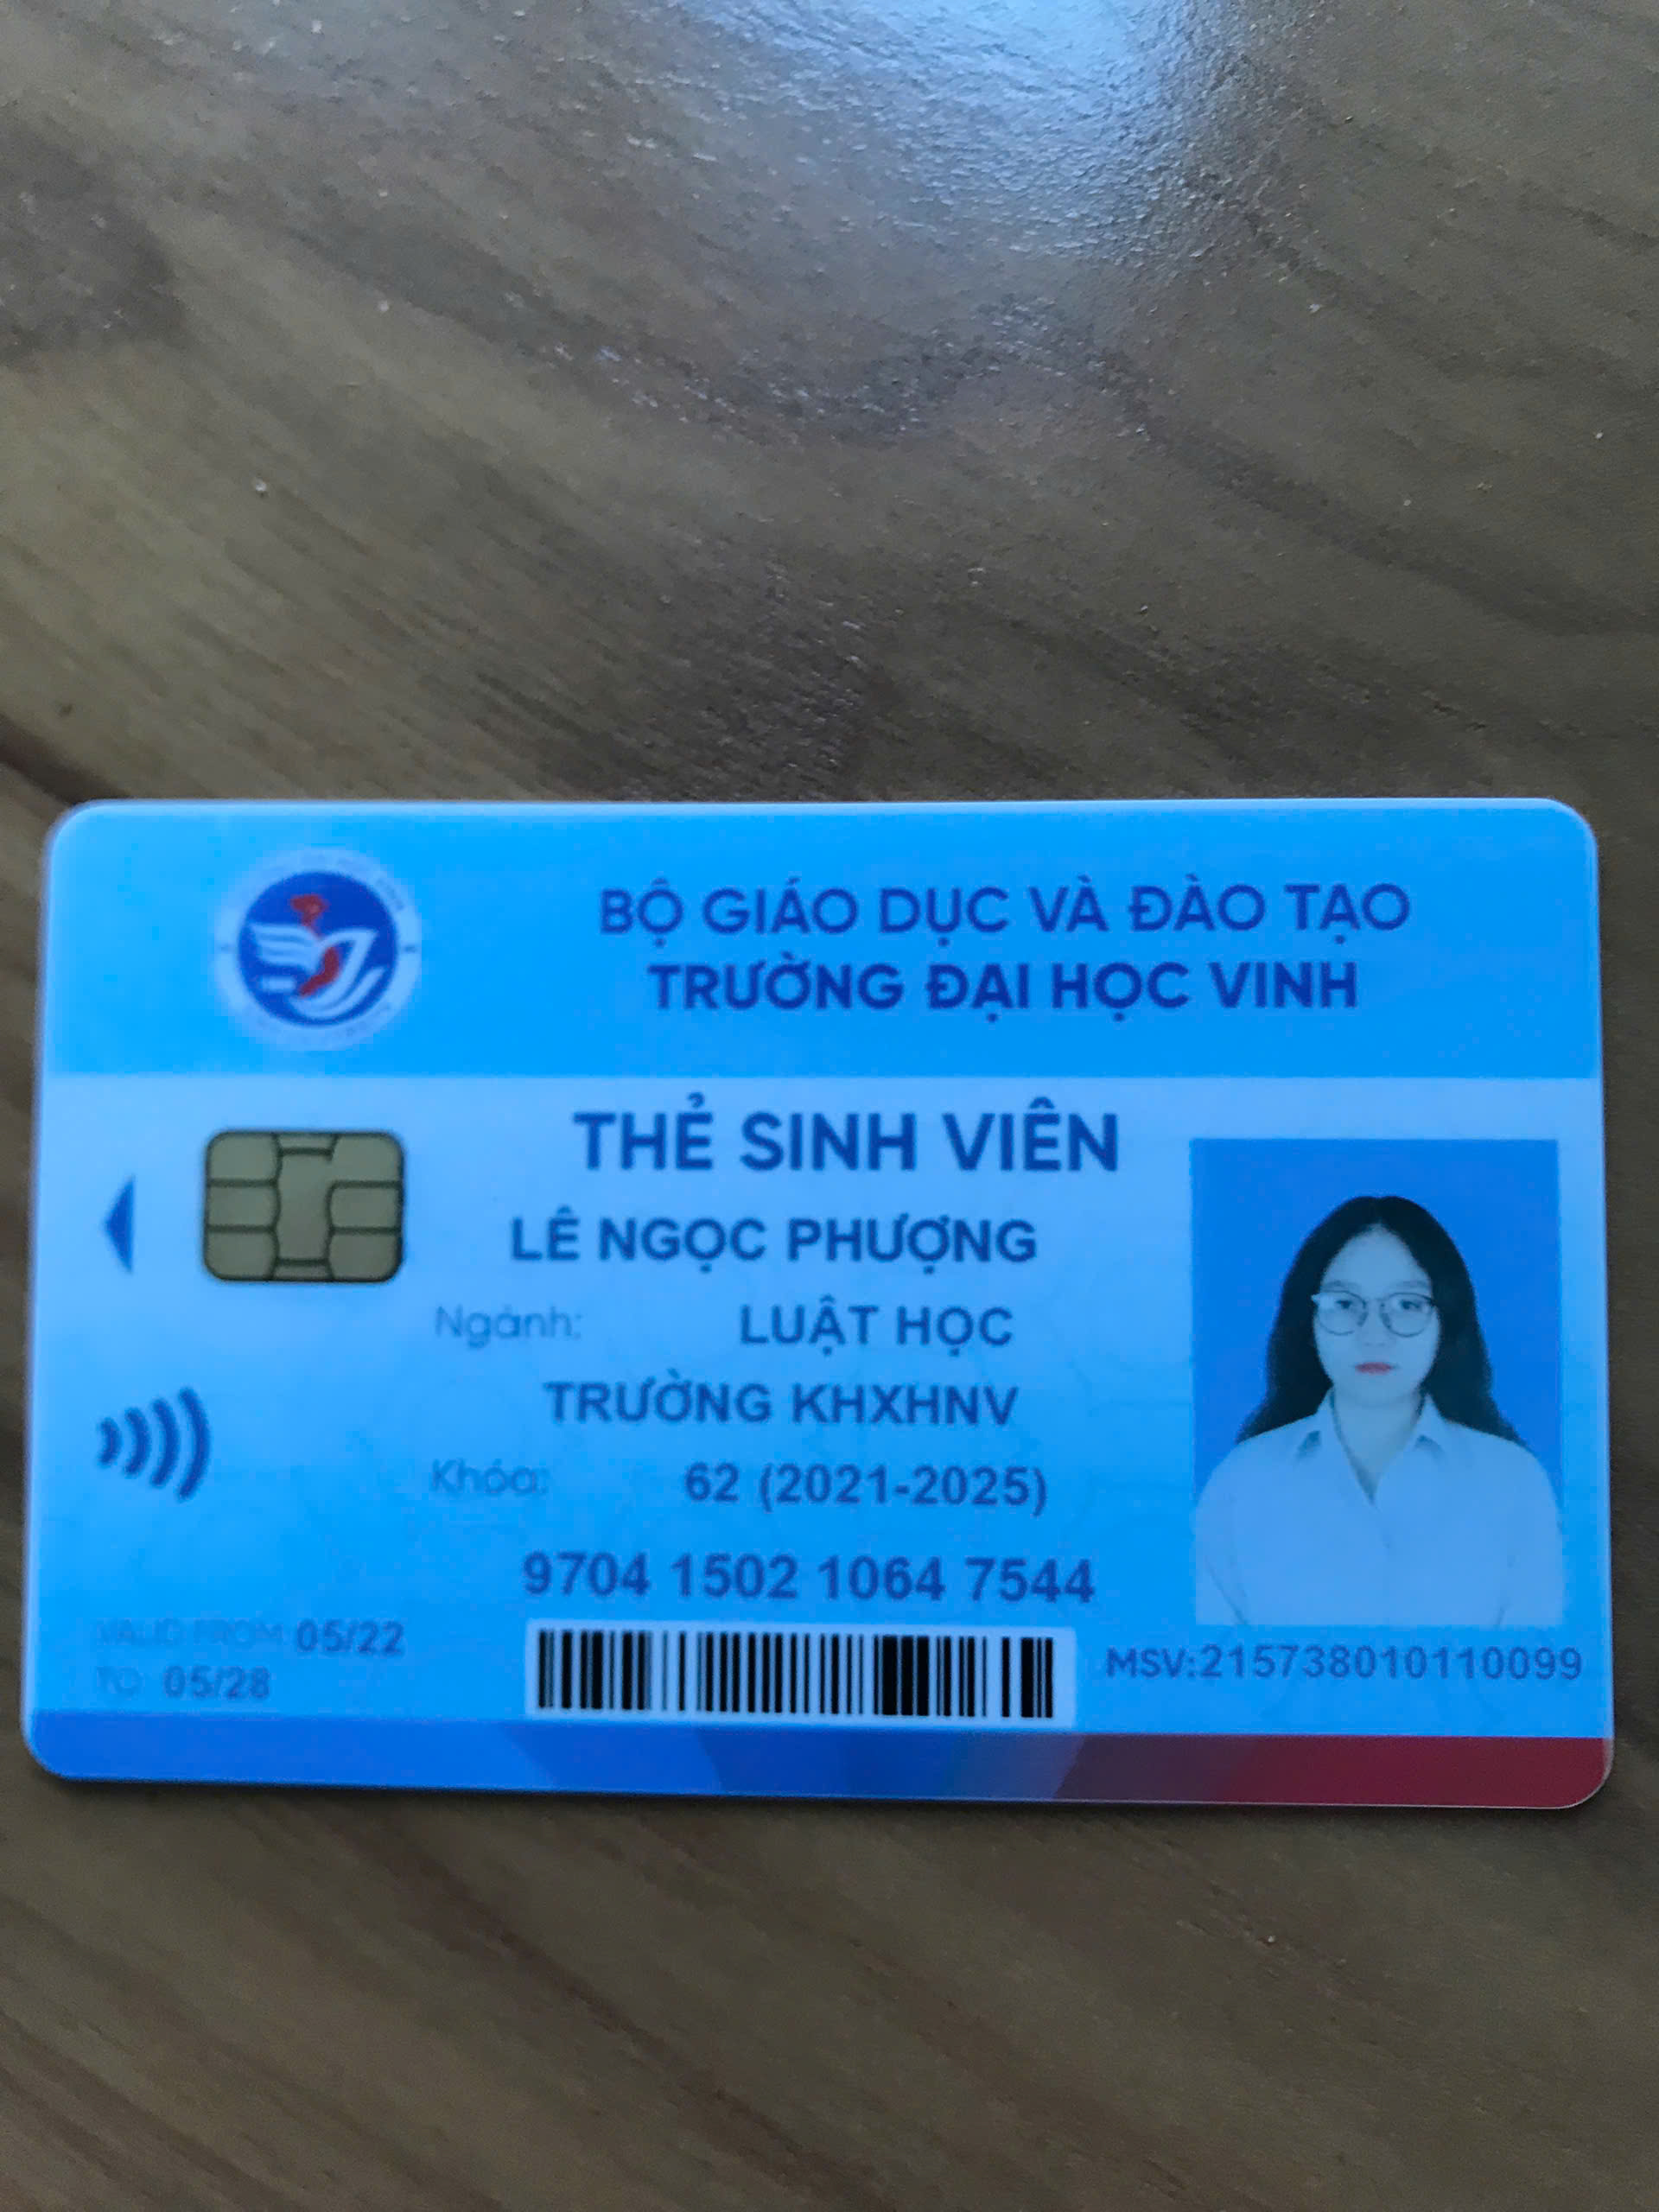 BỘ GIÁO DỤC VÀ ĐÀO TẠO
TRƯỜNG ĐẠI HỌC VINH
THẺ SINH VIÊN
LÊ NGỌC PHƯỢNG
Ngành: LUẬT HỌC
TRƯỜNG KHXHNV
Khóa: 62 (2021-2025)
9704 1502 1064 7544
VALID FROM 05/22
TO 05/28
MSV:215738010110099